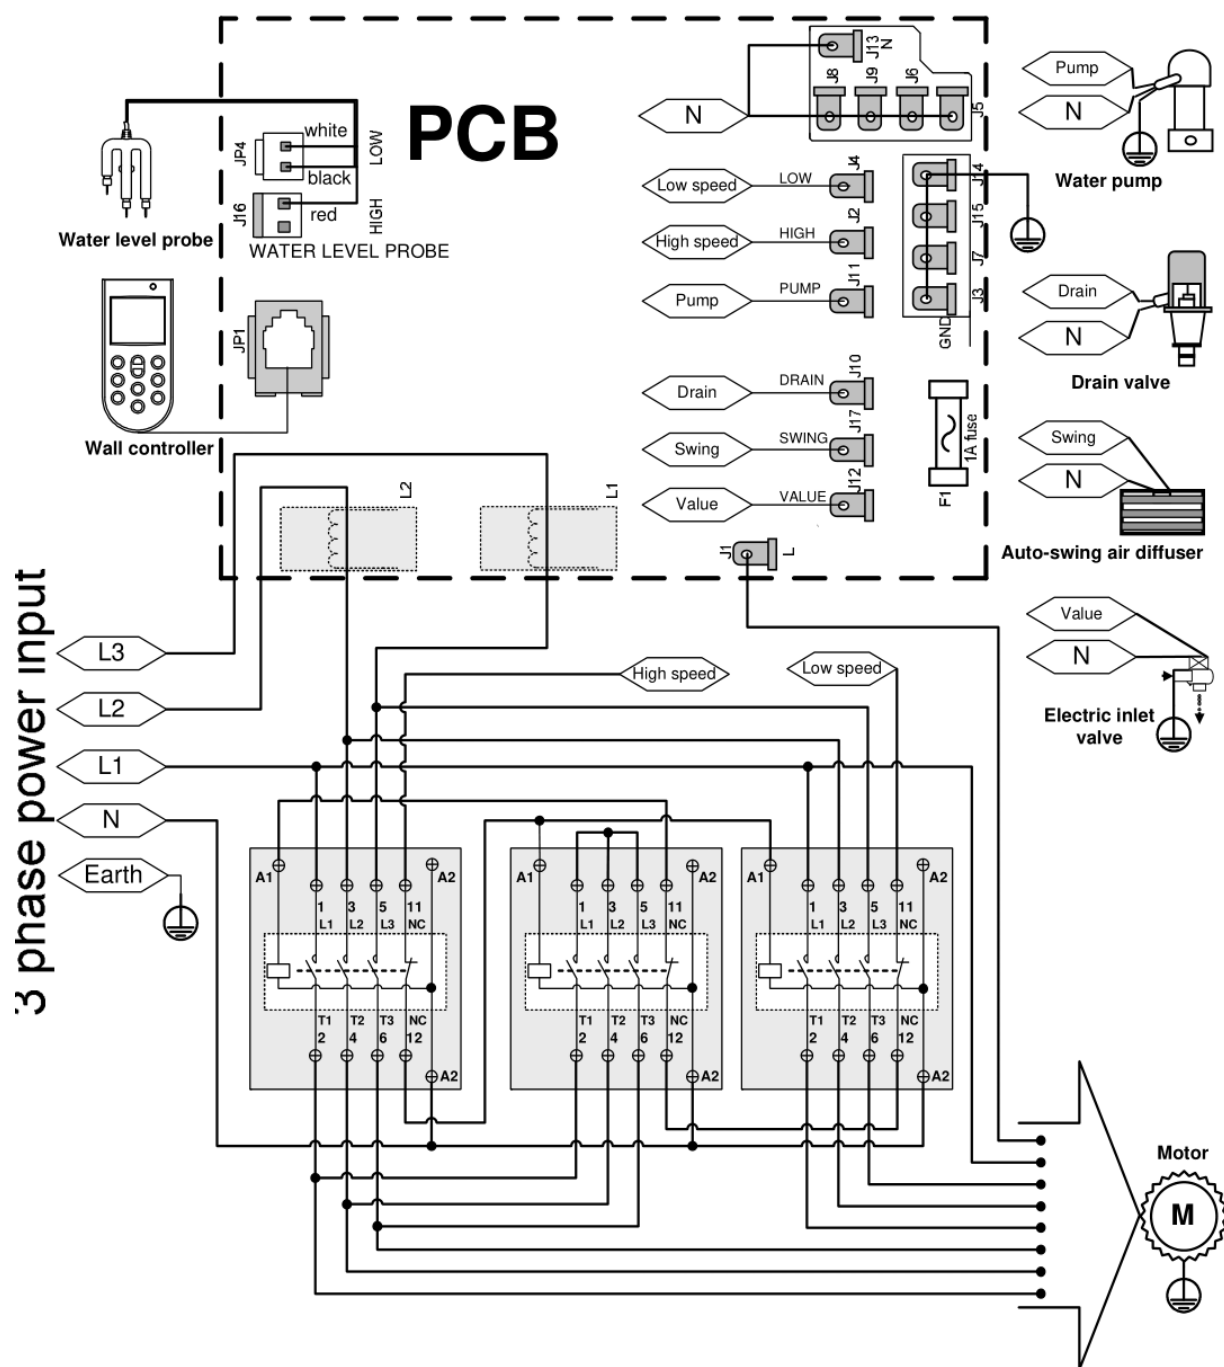 PCB
N
J13
N
J8
J9
J6
J5
Pump
N
Water pump
white
black
JP4
LOW
J16
red
HIGH
WATER LEVEL PROBE
Water level probe
Low speed
LOW
J4
High speed
HIGH
J2
Pump
PUMP
J11
J14
J15
J7
J3
GND
Drain
N
Drain valve
JP1
Wall controller
Drain
DRAIN
J10
Swing
SWING
J17
Value
VALUE
J12
1A fuse
F1
Swing
N
Auto-swing air diffuser
L2
L1
J1
L
Value
N
Electric inlet
valve
3 phase power input
L3
L2
L1
N
Earth
High speed
Low speed
A1
A2
1
3
5
11
L1
L2
L3
NC
T1
T2
T3
NC
2
4
6
12
A2
A1
A2
1
3
5
11
L1
L2
L3
NC
T1
T2
T3
NC
2
4
6
12
A2
A1
A2
1
3
5
11
L1
L2
L3
NC
T1
T2
T3
NC
2
4
6
12
A2
Motor
M